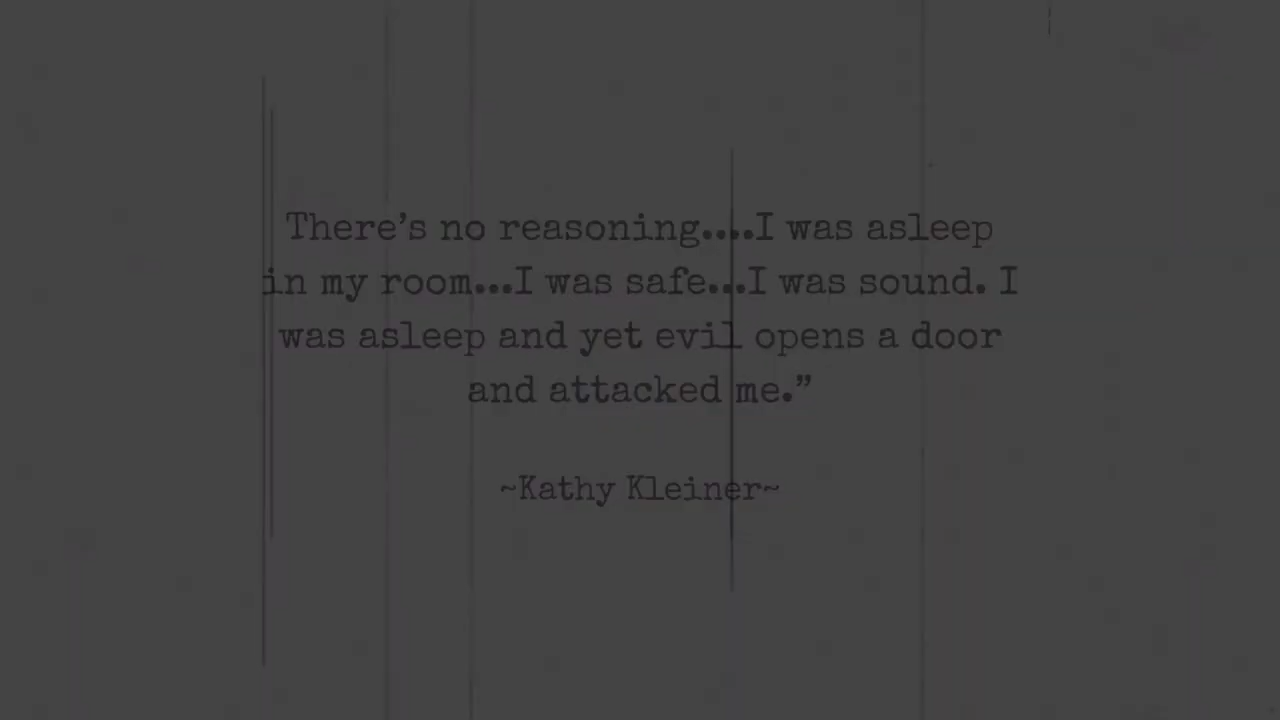 There’s no reasoning....I was asleep
in my room...I was safe...I was sound. I
was asleep and yet evil opens a door
and attacked me.”
~Kathy Kleiner~